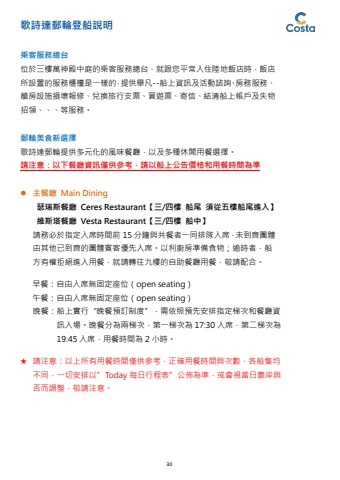 歌詩達郵輪登船說明
Costa
乘客服務總台
位於三樓萬神殿中庭的乘客服務總台，就跟您平常入住陸地飯店時，飯店
所設置的服務櫃檯是一樣的，提供舉凡--船上資訊及活動諮詢、房務服務、
艙房設施損壞報修、兌換旅行支票、買遊票、寄信、結清船上帳戶及失物
招領、、、等服務。
郵輪美食新選擇
歌詩達郵輪提供多元化的風味餐廳，以及多種休閒用餐選擇。
請注意：以下餐廳資訊僅供參考，請以船上公告價格和用餐時間為準
● 主餐廳 Main Dining
瑟瑞斯餐廳 Ceres Restaurant【三/四樓 船尾 須從五樓船尾進入】
維斯塔餐廳 Vesta Restaurant【三/四樓 船中】
請務必於指定入席時間前 15 分鐘與共餐者一同排隊入席，未到齊團體
由其他已到齊的團體賓客優先入席。以利廚房準備食物；逾時者，船
方有權拒絕進入用餐，就請轉往九樓的自助餐廳用餐，敬請配合。
早餐：自由入席無固定座位（open seating）
午餐：自由入席無固定座位（open seating）
晚餐：船上實行“晚餐預訂制度”，需依照預先安排指定梯次和餐廳資
訊入場。晚餐分為兩梯次，第一梯次為 17:30 入席，第二梯次為
19:45 入席，用餐時間為 2 小時。
★ 請注意：以上所有用餐時間僅供參考，正確用餐時間與次數，各船隻均
不同，一切安排以”Today 每日行程表”公佈為準，或會視當日靠岸與
否而調整，敬請注意。
30